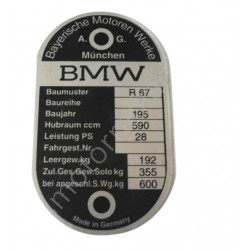 Bayerische Motoren Werke
A. G.
München
BMW
Baumuster R 67
Baureihe
Baujahr 195
Hubraum ccm 590
Leistung PS 28
Fahrgest.Nr.
Leergew.kg 192
Zul.Ges.Gew.Solo kg 355
bei angeschl.S.Wg.kg 600
Made in Germany